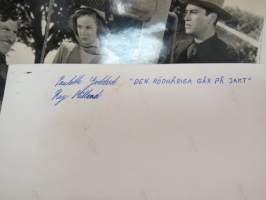 Paulette Goddard "DEN RÖDHÅRIGA GÅR PÅ JAKT"
Ray Milland